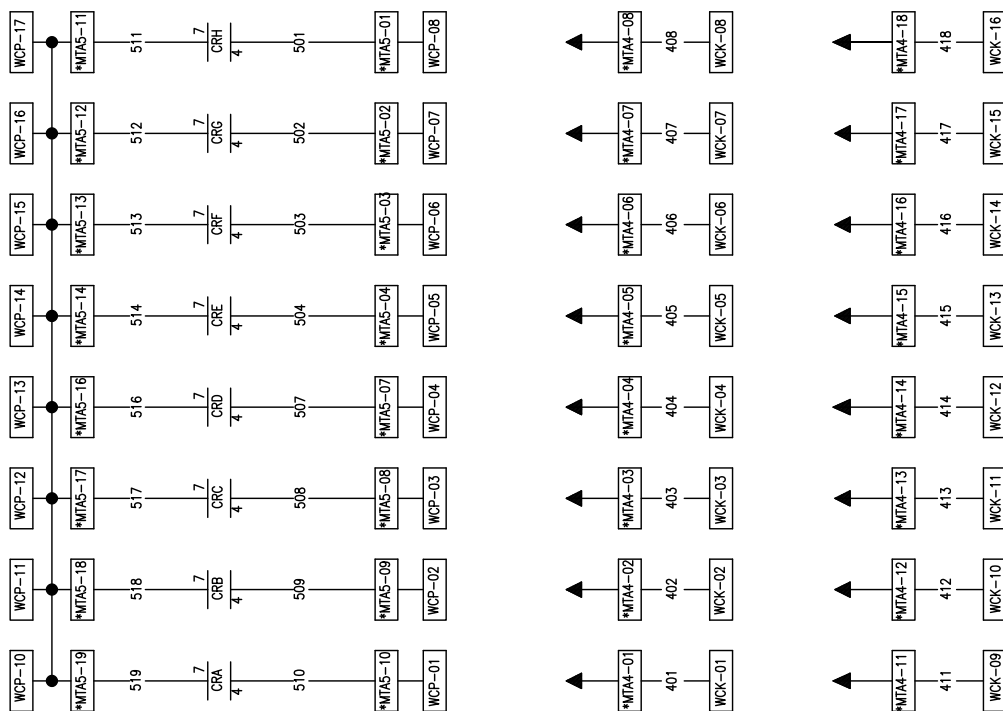 WCP-17
*MTA5-11
511
7
CRH
4
501
*MTA5-01
WCP-08
*MTA4-08
408
WCK-08
*MTA4-18
418
WCK-16
WCP-16
*MTA5-12
512
7
CRG
4
502
*MTA5-02
WCP-07
*MTA4-07
407
WCK-07
*MTA4-17
417
WCK-15
WCP-15
*MTA5-13
513
7
CRF
4
503
*MTA5-03
WCP-06
*MTA4-06
406
WCK-06
*MTA4-16
416
WCK-14
WCP-14
*MTA5-14
514
7
CRE
4
504
*MTA5-04
WCP-05
*MTA4-05
405
WCK-05
*MTA4-15
415
WCK-13
WCP-13
*MTA5-16
516
7
CRD
4
507
*MTA5-07
WCP-04
*MTA4-04
404
WCK-04
*MTA4-14
414
WCK-12
WCP-12
*MTA5-17
517
7
CRC
4
508
*MTA5-08
WCP-03
*MTA4-03
403
WCK-03
*MTA4-13
413
WCK-11
WCP-11
*MTA5-18
518
7
CRB
4
509
*MTA5-09
WCP-02
*MTA4-02
402
WCK-02
*MTA4-12
412
WCK-10
WCP-10
*MTA5-19
519
7
CRA
4
510
*MTA5-10
WCP-01
*MTA4-01
401
WCK-01
*MTA4-11
411
WCK-09